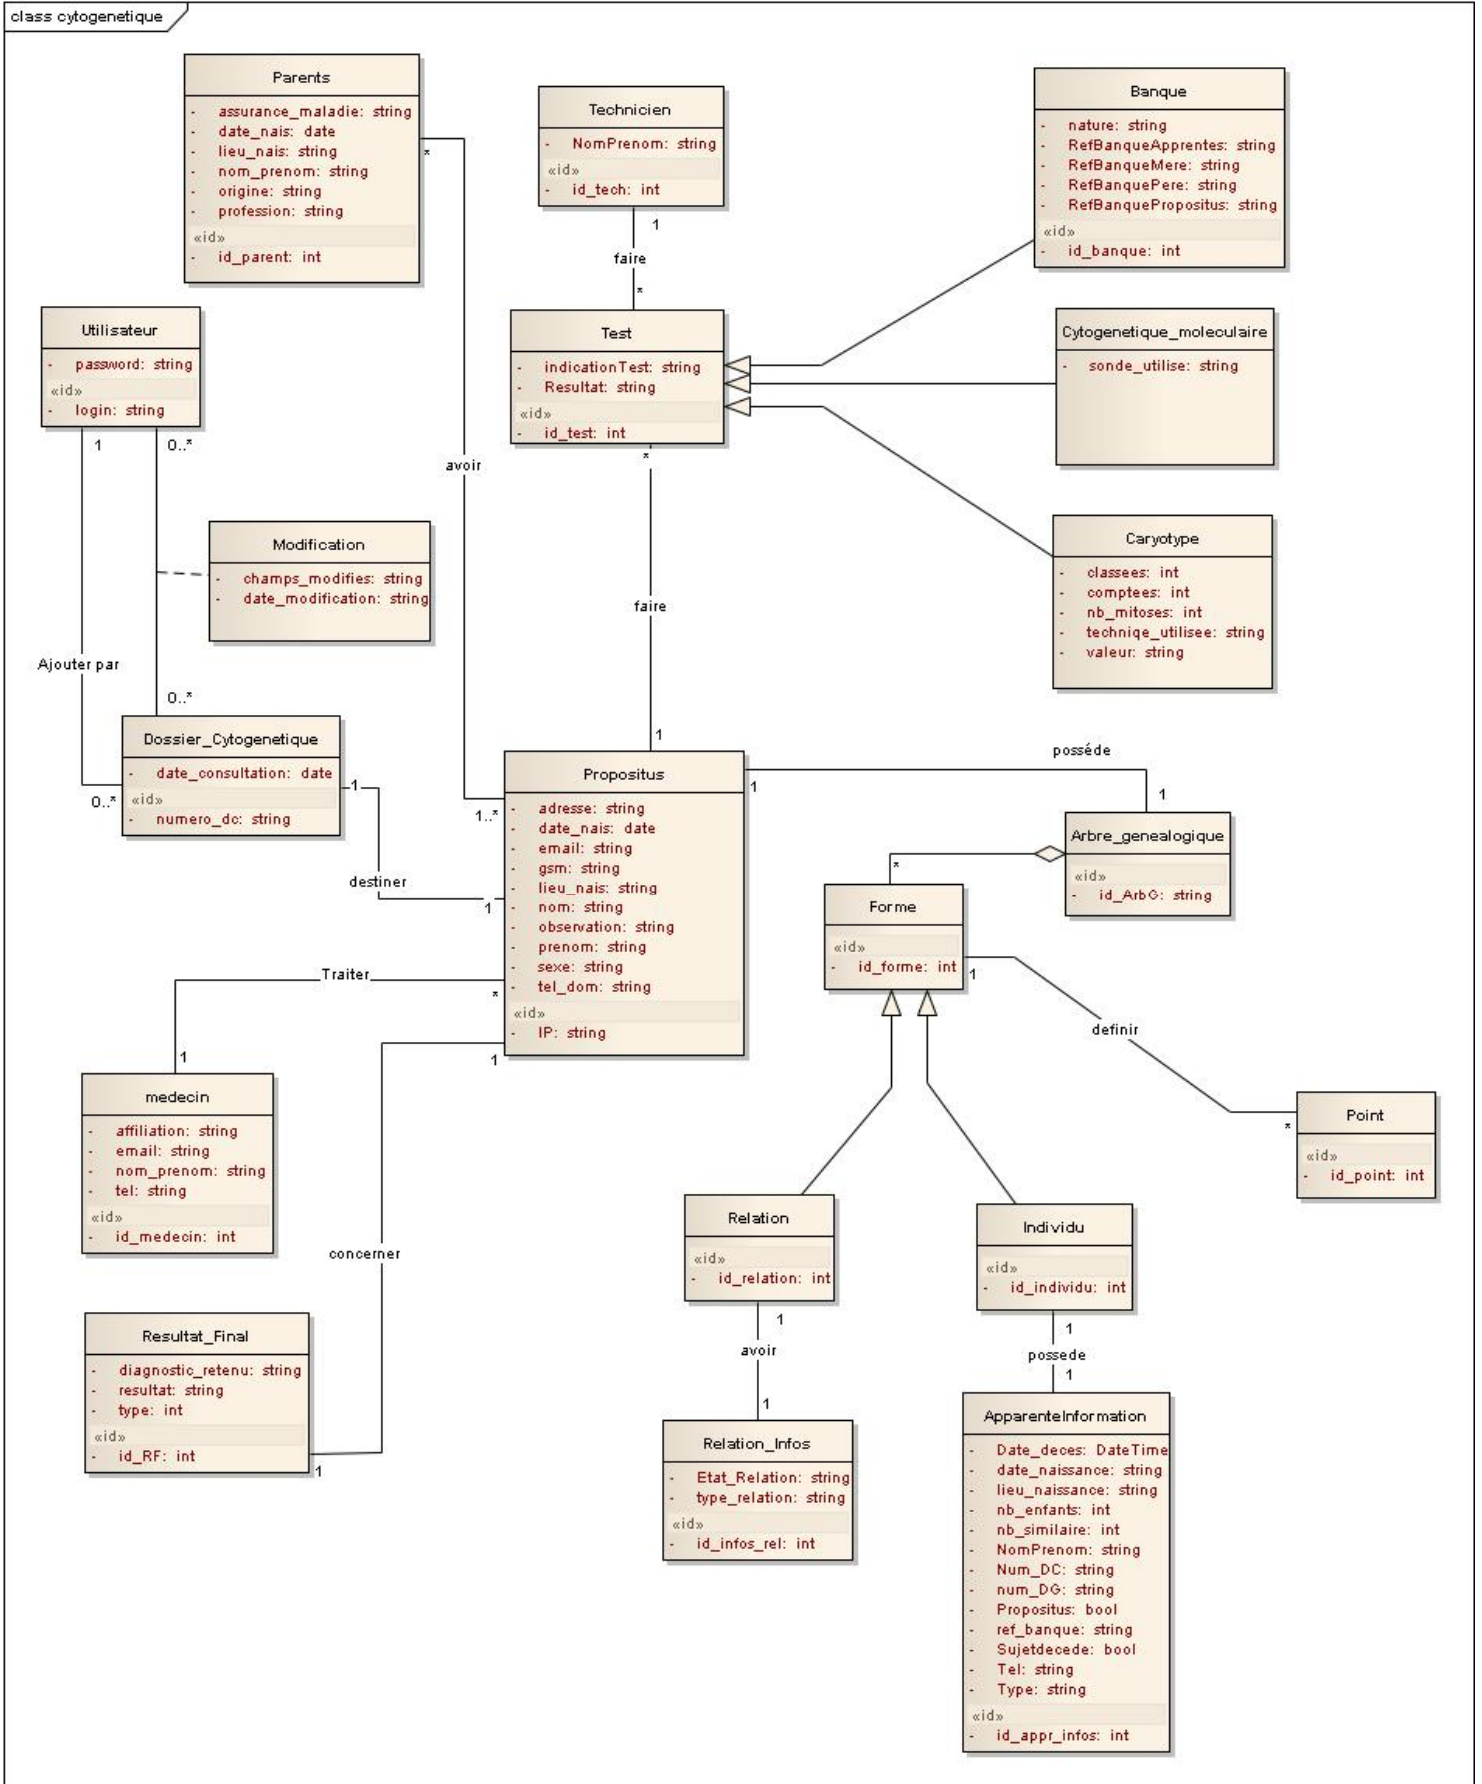 class cytogenetique
Parents
- assurance_maladie: string
- date_nais: date
- lieu_nais: string
- nom_prenom: string
- origine: string
- profession: string
«id»
- id_parent: int
*
Technicien
- NomPrenom: string
«id»
- id_tech: int
1
faire
*
Banque
- nature: string
- RefBanqueApprentes: string
- RefBanqueMere: string
- RefBanquePere: string
- RefBanquePropositus: string
«id»
- id_banque: int
Utilisateur
- password: string
«id»
- login: string
1
0..*
Test
- indicationTest: string
- Resultat: string
«id»
- id_test: int
*
Cytogenetique_moleculaire
- sonde_utilise: string
avoir
Modification
- champs_modifies: string
- date_modification: string
Caryotype
- classees: int
- comptees: int
- nb_mitoses: int
- techniqe_utilisee: string
- valeur: string
faire
Ajouter par
0..*
1
Dossier_Cytogenetique
- date_consultation: date
«id»
- numero_dc: string
0..*
1
destiner
1
1..*
Propositus
- adresse: string
- date_nais: date
- email: string
- gsm: string
- lieu_nais: string
- nom: string
- observation: string
- prenom: string
- sexe: string
- tel_dom: string
«id»
- IP: string
posséde
1
1
Arbre_genealogique
«id»
- id_ArbG: string
*
Forme
«id»
- id_forme: int
1
definir
*
Point
«id»
- id_point: int
Traiter
*
1
1
medecin
- affiliation: string
- email: string
- nom_prenom: string
- tel: string
«id»
- id_medecin: int
concerner
Resultat_Final
- diagnostic_retenu: string
- resultat: string
- type: int
«id»
- id_RF: int
1
Relation
«id»
- id_relation: int
1
avoir
1
Relation_Infos
- Etat_Relation: string
- type_relation: string
«id»
- id_infos_rel: int
Individu
«id»
- id_individu: int
1
possede
1
ApparenteInformation
- Date_deces: DateTime
- date_naissance: string
- lieu_naissance: string
- nb_enfants: int
- nb_similaire: int
- NomPrenom: string
- Num_DC: string
- num_DG: string
- Propositus: bool
- ref_banque: string
- Sujetdecede: bool
- Tel: string
- Type: string
«id»
- id_appr_infos: int